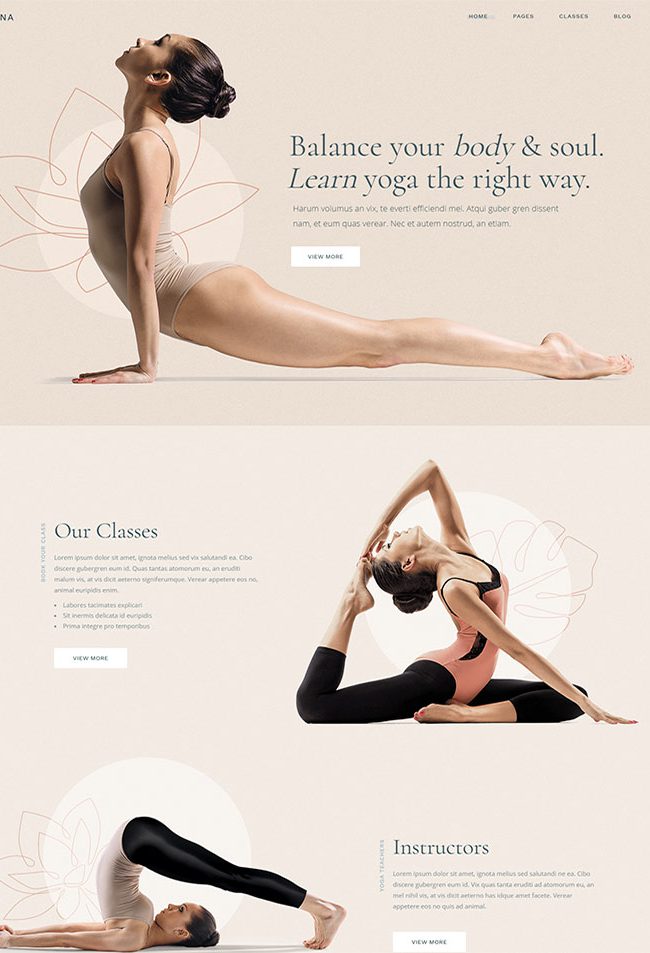 NA
HOME PAGES CLASSES BLOG
Balance your body & soul.
Learn yoga the right way.
Harum volumus an vix, te everti efficiendi mei. Atqui guber gren dissent
nam, et eum quas verear. Nec et autem nostrud, an etiam.
VIEW MORE
BOOK YOUR CLASS
Our Classes
Lorem ipsum dolor sit amet, ignota melius sed vix salutandi ea. Cibo
discere gubergren eum id. Quas tantas atomorum eu, an eruditi
malum vis, at vis dicit aeterno signiferumque. Verear appetere eos no,
animal euripidis enim.
• Labores tacimates explicari
• Sit inermis delicata id euripidis
• Prima integre pro temporibus
VIEW MORE
YOGA TEACHERS
Instructors
Lorem ipsum dolor sit amet, ignota melius salutandi ea. Cibo
discere gubergren eum id. Vix quas tanta eruditi ad atomorum an,
mel nihil vis, at vis dicat an idque iomquz amet facete. Verear
appetere eos no quis ad animal.
VIEW MORE